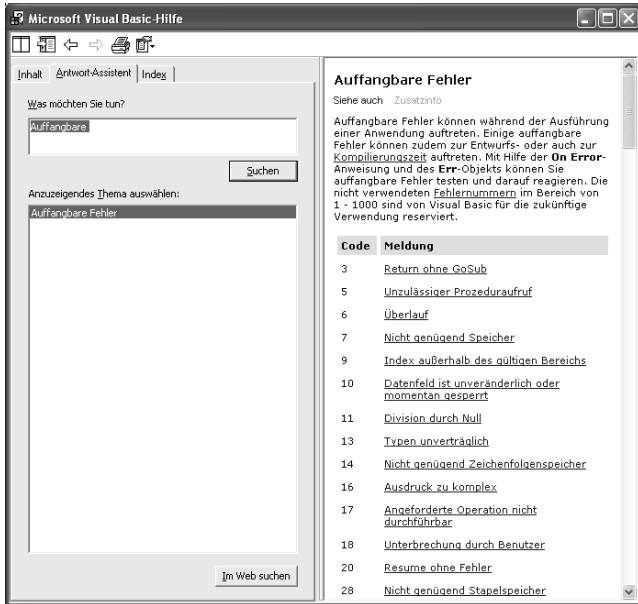 Microsoft Visual Basic-Hilfe
Inhalt Antwort-Assistent Index
Was möchten Sie tun?
Auffangbare
Suchen
Anzuzeigendes Thema auswählen:
Auffangbare Fehler
Im Web suchen
Auffangbare Fehler
Siehe auch Zusatzinfo
Auffangbare Fehler können während der Ausführung
einer Anwendung auftreten. Einige auffangbare
Fehler können zudem zur Entwurfs- oder auch zur
Kompilierungszeit auftreten. Mit Hilfe der On Error-
Anweisung und des Err-Objekts können Sie
auffangbare Fehler testen und darauf reagieren. Die
nicht verwendeten Fehlernummern im Bereich von
1 - 1000 sind von Visual Basic für die zukünftige
Verwendung reserviert.
Code Meldung
3 Return ohne GoSub
5 Unzulässiger Prozeduraufruf
6 Überlauf
7 Nicht genügend Speicher
9 Index außerhalb des gültigen Bereichs
10 Datenfeld ist unveränderlich oder
momentan gesperrt
11 Division durch Null
13 Typen unverträglich
14 Nicht genügend Zeichenfolgenspeicher
16 Ausdruck zu komplex
17 Angeforderte Operation nicht
durchführbar
18 Unterbrechung durch Benutzer
20 Resume ohne Fehler
28 Nicht genügend Stapelspeicher